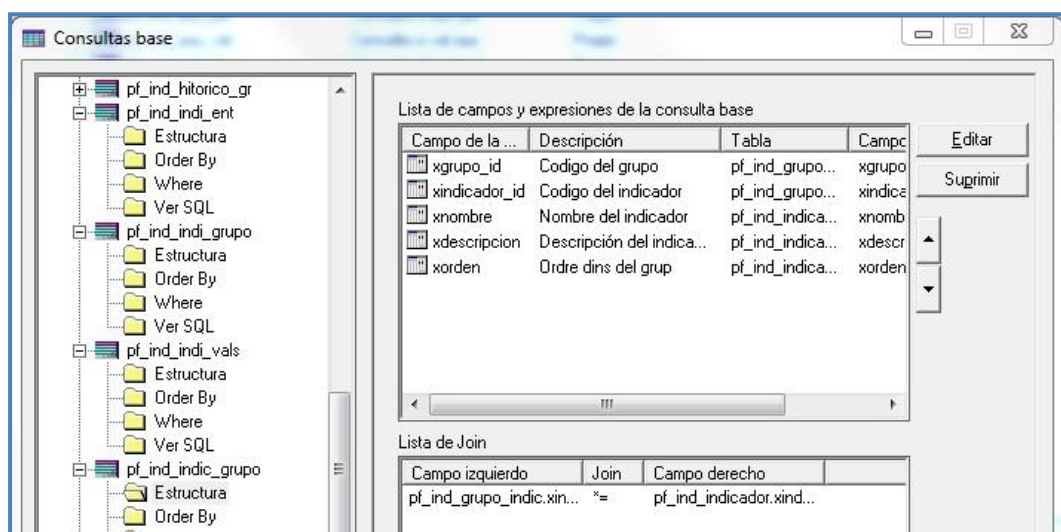 Consultas base
pf_ind_hitorico_gr
pf_ind_indi_ent
Estructura
Order By
Where
Ver SQL
pf_ind_indi_grupo
Estructura
Order By
Where
Ver SQL
pf_ind_indi_vals
Estructura
Order By
Where
Ver SQL
pf_ind_indic_grupo
Estructura
Order By
Lista de campos y expresiones de la consulta base
Campo de la ... Descripción Tabla Campo
xgrupo_id Codigo del grupo pf_ind_grupo... xgrupo
xindicador_id Codigo del indicador pf_ind_grupo... xindica
xnombre Nombre del indicador pf_ind_indica... xnomb
xdescripcion Descripción del indica... pf_ind_indica... xdescr
xorden Ordre dins del grup pf_ind_indica... xorden
Editar
Suprimir
Lista de Join
Campo izquierdo Join Campo derecho
pf_ind_grupo_indic.xin... *= pf_ind_indicador.xind...